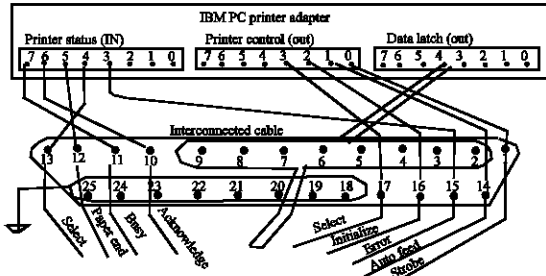 IBM PC printer adapter
Printer status (IN) Printer control (out) Data latch (out)
7 6 5 4 3 2 1 0 7 6 5 4 3 2 1 0 7 6 5 4 3 2 1 0
Interconnected cable
13 12 11 10 9 8 7 6 5 4 3 2 1
25 24 23 22 21 20 19 18 17 16 15 14
Select
Paper end
Busy
Acknowledge
Select
Initialize
Error
Auto feed
Strobe